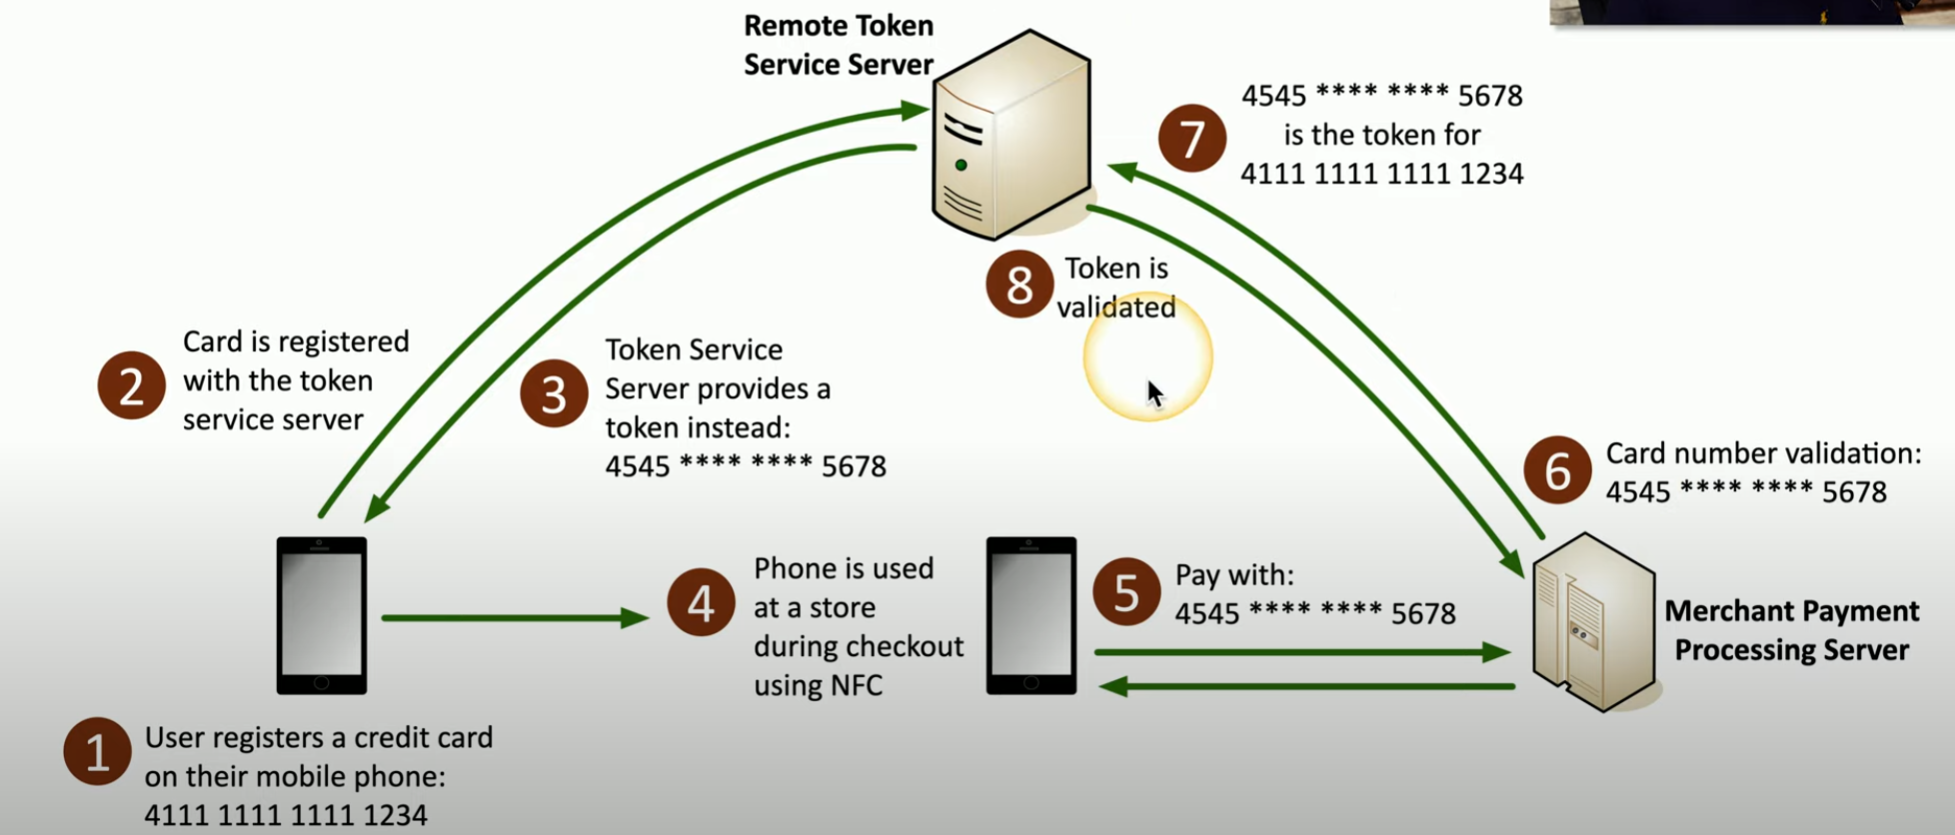 Remote Token
Service Server
7
4545 **** **** 5678
is the token for
4111 1111 1111 1234
8
Token is
validated
2
Card is registered
with the token
service server
3
Token Service
Server provides a
token instead:
4545 **** **** 5678
6
Card number validation:
4545 **** **** 5678
4
Phone is used
at a store
during checkout
using NFC
5
Pay with:
4545 **** **** 5678
Merchant Payment
Processing Server
1
User registers a credit card
on their mobile phone:
4111 1111 1111 1234